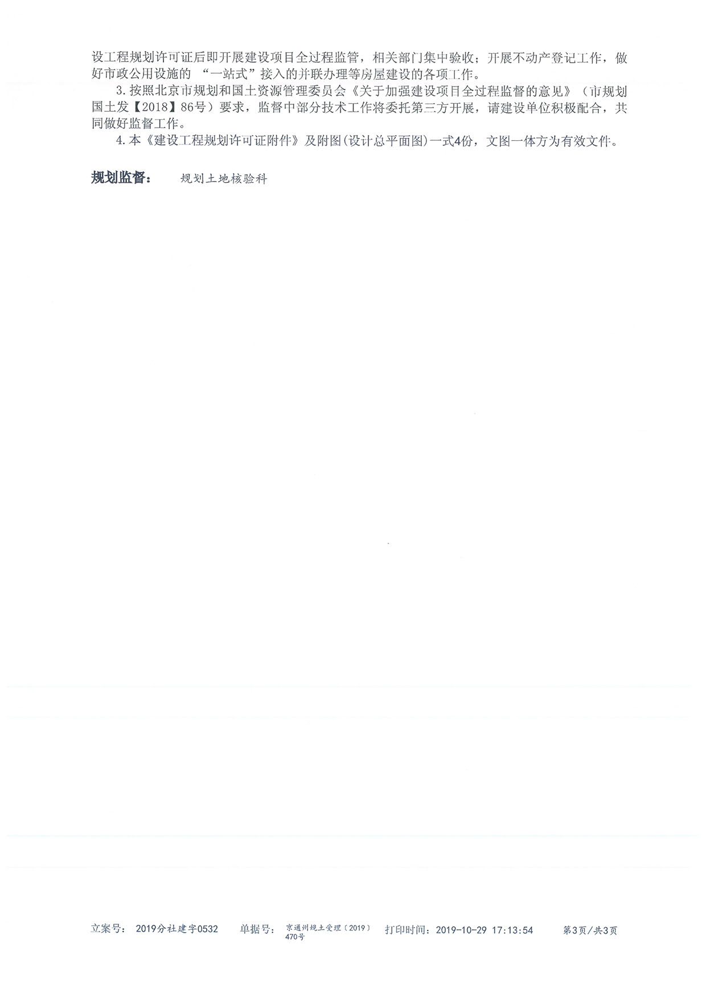 设工程规划许可证后即开展建设项目全过程监管，相关部门集中验收；开展不动产登记工作，做
好市政公用设施的 “一站式”接入的并联办理等房屋建设的各项工作。
3.按照北京市规划和国土资源管理委员会《关于加强建设项目全过程监督的意见》（市规划
国土发【2018】86号）要求，监督中部分技术工作将委托第三方开展，请建设单位积极配合，共
同做好监督工作。
4.本《建设工程规划许可证附件》及附图(设计总平面图)一式4份，文图一体方为有效文件。
规划监督： 规划土地核验科
立案号： 2019分社建字0532 单据号： 京通州规土受理〔2019〕 打印时间：2019-10-29 17:13:54 第3页/共3页
470号